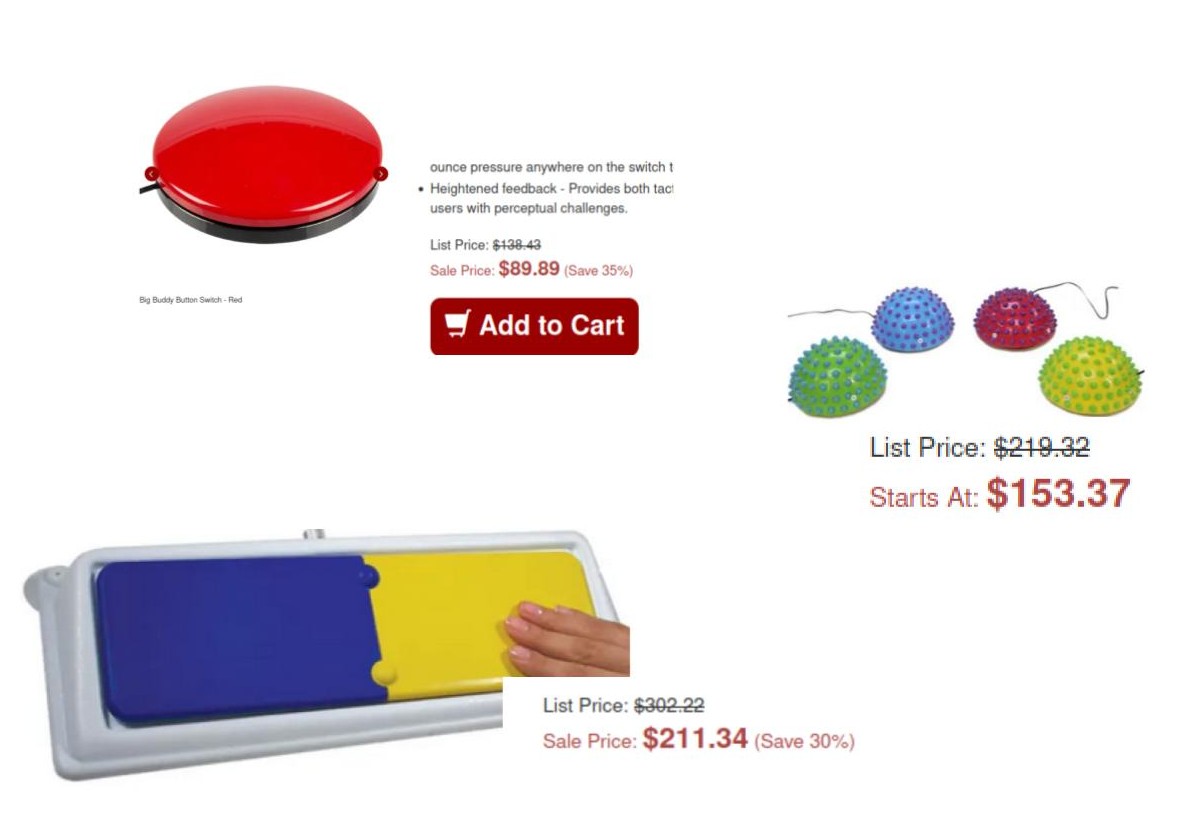 ounce pressure anywhere on the switch t
• Heightened feedback - Provides both tac
users with perceptual challenges.
List Price: $138.43
Sale Price: $89.89 (Save 35%)
Big Buddy Button Switch - Red
Add to Cart
List Price: $219.32
Starts At: $153.37
List Price: $302.22
Sale Price: $211.34 (Save 30%)